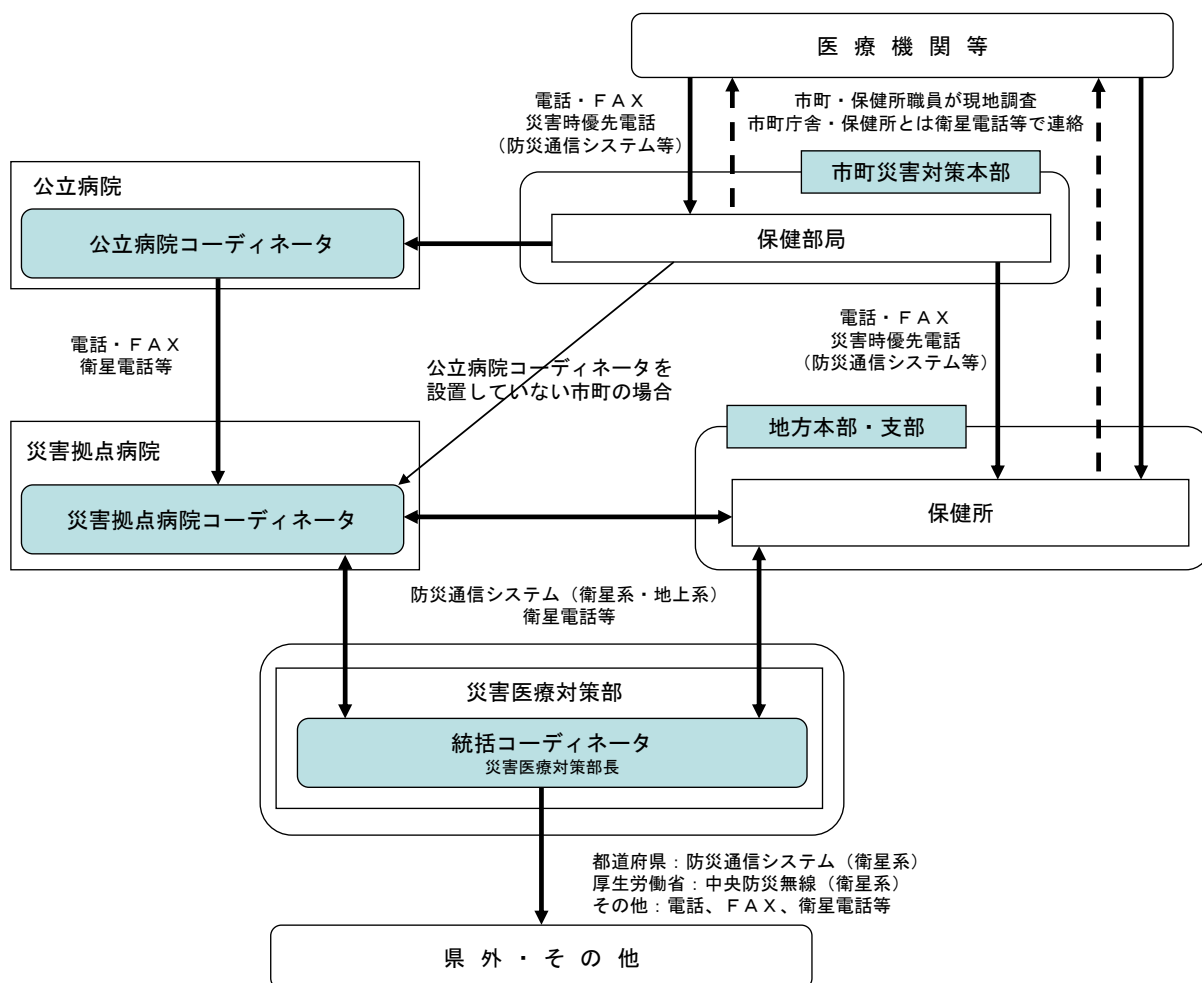 医 療 機 関 等
電話・ＦＡＸ
災害時優先電話
（防災通信システム等）
市町・保健所職員が現地調査
市町庁舎・保健所とは衛星電話等で連絡
市町災害対策本部
公立病院
公立病院コーディネータ
保健部局
電話・ＦＡＸ
衛星電話等
電話・ＦＡＸ
災害時優先電話
（防災通信システム等）
公立病院コーディネータを
設置していない市町の場合
地方本部・支部
災害拠点病院
災害拠点病院コーディネータ
保健所
防災通信システム（衛星系・地上系）
衛星電話等
災害医療対策部
統括コーディネータ
災害医療対策部長
都道府県：防災通信システム（衛星系）
厚生労働省：中央防災無線（衛星系）
その他：電話、ＦＡＸ、衛星電話等
県 外 ・ そ の 他